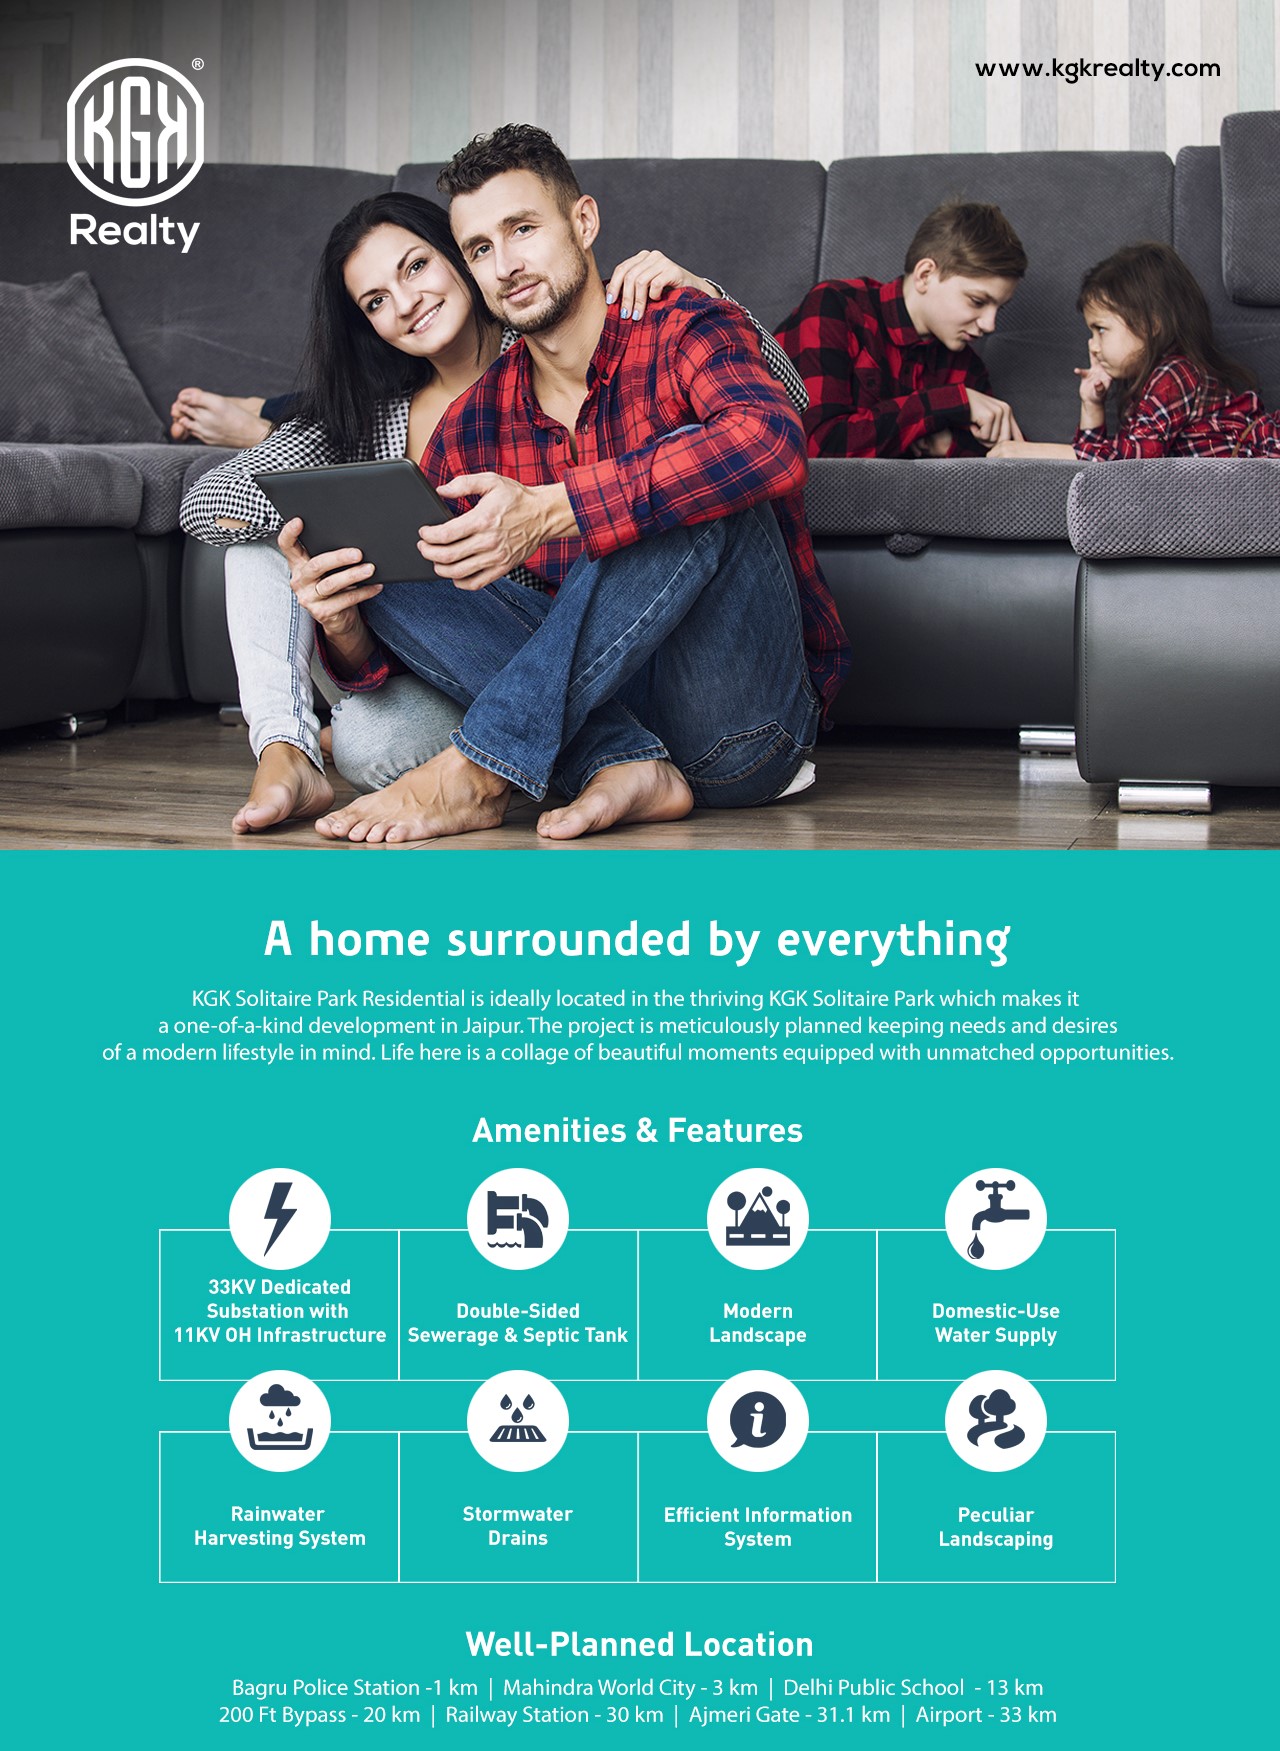 www.kgkrealty.com
KGK ®
Realty
A home surrounded by everything
KGK Solitaire Park Residential is ideally located in the thriving KGK Solitaire Park which makes it
a one-of-a-kind development in Jaipur. The project is meticulously planned keeping needs and desires
of a modern lifestyle in mind. Life here is a collage of beautiful moments equipped with unmatched opportunities.
Amenities & Features
33KV Dedicated
Substation with
11KV OH Infrastructure
Double-Sided
Sewerage & Septic Tank
Modern
Landscape
Domestic-Use
Water Supply
Rainwater
Harvesting System
Stormwater
Drains
i
Efficient Information
System
Peculiar
Landscaping
Well-Planned Location
Bagru Police Station -1 km | Mahindra World City - 3 km | Delhi Public School - 13 km
200 Ft Bypass - 20 km | Railway Station - 30 km | Ajmeri Gate - 31.1 km | Airport - 33 km